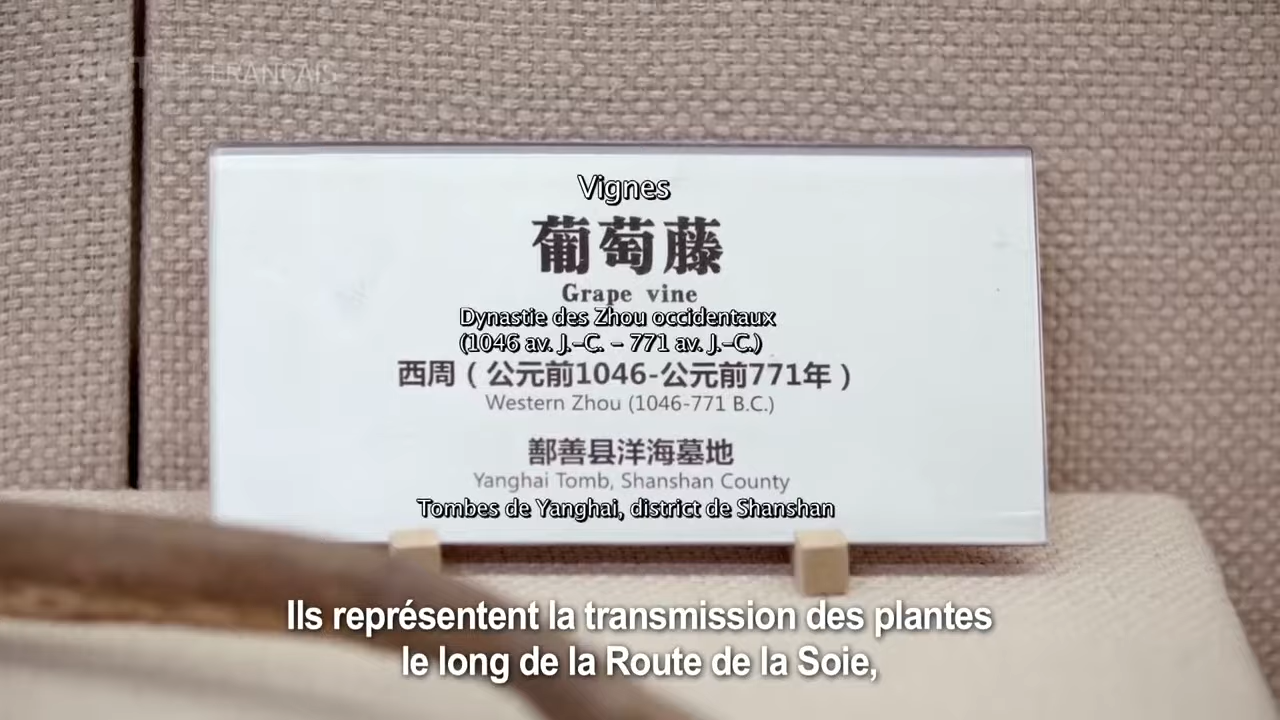 CGTN FRANÇAIS
Vignes
葡萄藤
Grape vine
Dynastie des Zhou occidentaux
(1046 av. J.-C. – 771 av. J.-C.)
西周（公元前1046-公元前771年）
Western Zhou (1046-771 B.C.)
鄯善县洋海墓地
Yanghai Tomb, Shanshan County
Tombes de Yanghai, district de Shanshan
Ils représentent la transmission des plantes
le long de la Route de la Soie,